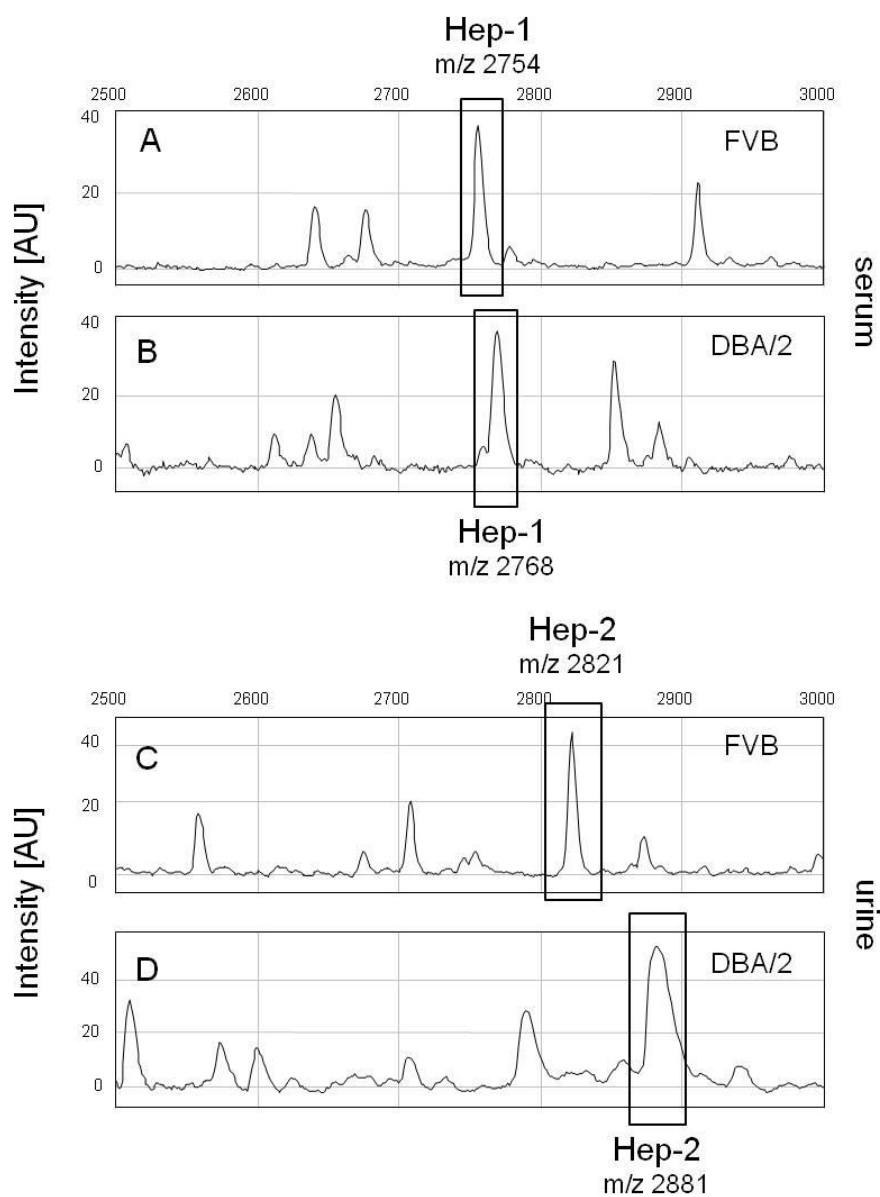 Hep-1
m/z 2754
2500 2600 2700 2800 2900 3000
40
A
FVB
20
0
40
B
DBA/2
20
0
Intensity [AU]
serum
Hep-1
m/z 2768
Hep-2
m/z 2821
2500 2600 2700 2800 2900 3000
40
C
FVB
20
0
D
DBA/2
40
20
0
Intensity [AU]
urine
Hep-2
m/z 2881